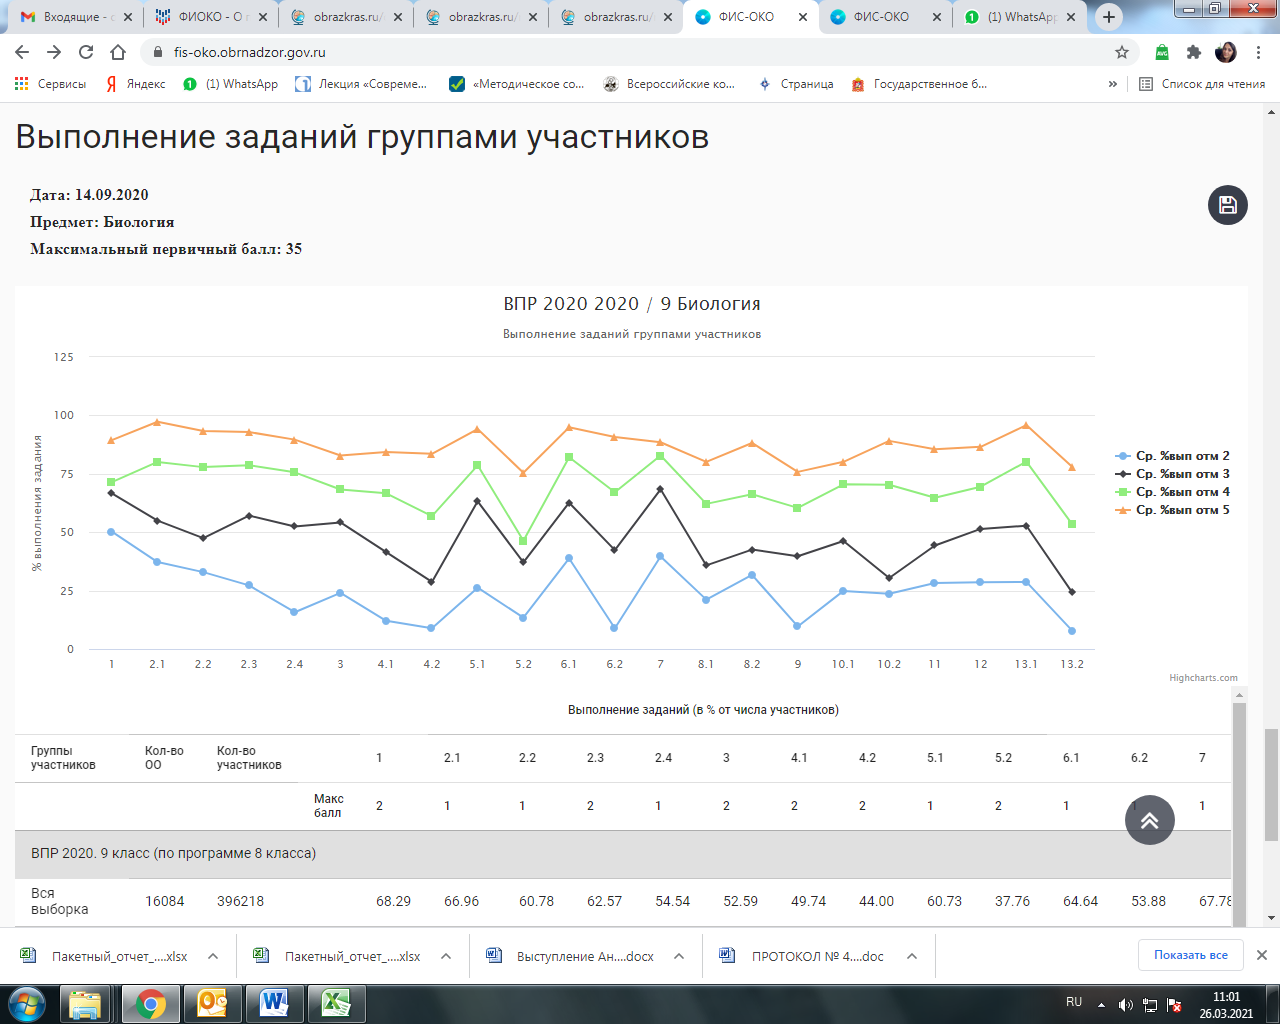 Входящие - c
ФИОКО - О г
obrazkras.ru/
obrazkras.ru/
obrazkras.ru/
ФИС-ОКО
ФИС-ОКО
(1) WhatsApp
fis-oko.obrnadzor.gov.ru
Сервисы
Яндекс
(1) WhatsApp
Лекция «Совреме...
«Методическое со...
Всероссийские ко...
Страница
Государственное б...
»
Список для чтения
Выполнение заданий группами участников
Дата: 14.09.2020
Предмет: Биология
Максимальный первичный балл: 35
ВПР 2020 2020 / 9 Биология
Выполнение заданий группами участников
% выполнения задания
125
100
75
50
25
0
1 2.1 2.2 2.3 2.4 3 4.1 4.2 5.1 5.2 6.1 6.2 7 8.1 8.2 9 10.1 10.2 11 12 13.1 13.2
Ср. %вып отм 2
Ср. %вып отм 3
Ср. %вып отм 4
Ср. %вып отм 5
Highcharts.com
Выполнение заданий (в % от числа участников)
Группы участников Кол-во ОО Кол-во участников 1 2.1 2.2 2.3 2.4 3 4.1 4.2 5.1 5.2 6.1 6.2 7
Макс балл 2 1 1 2 1 2 2 2 1 2 1 1 1
ВПР 2020. 9 класс (по программе 8 класса)
Вся выборка 16084 396218 68.29 66.96 60.78 62.57 54.54 52.59 49.74 44.00 60.73 37.76 64.64 53.88 67.78
Пакетный_отчет_....xlsx
Пакетный_отчет_....xlsx
Выступление Ан....docx
ПРОТОКОЛ № 4....doc
Показать все
RU
11:01
26.03.2021